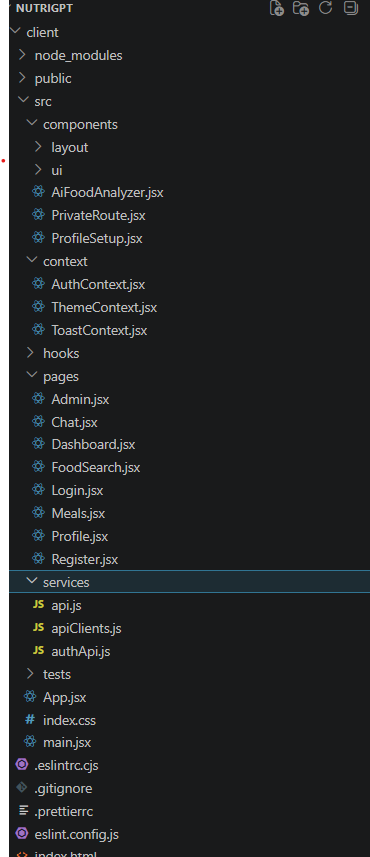 NUTRIGPT
client
node_modules
public
src
components
layout
ui
AiFoodAnalyzer.jsx
PrivateRoute.jsx
ProfileSetup.jsx
context
AuthContext.jsx
ThemeContext.jsx
ToastContext.jsx
hooks
pages
Admin.jsx
Chat.jsx
Dashboard.jsx
FoodSearch.jsx
Login.jsx
Meals.jsx
Profile.jsx
Register.jsx
services
JS api.js
JS apiClients.js
JS authApi.js
tests
App.jsx
# index.css
main.jsx
.eslintrc.cjs
.gitignore
.prettierrc
eslint.config.js
<> index.html